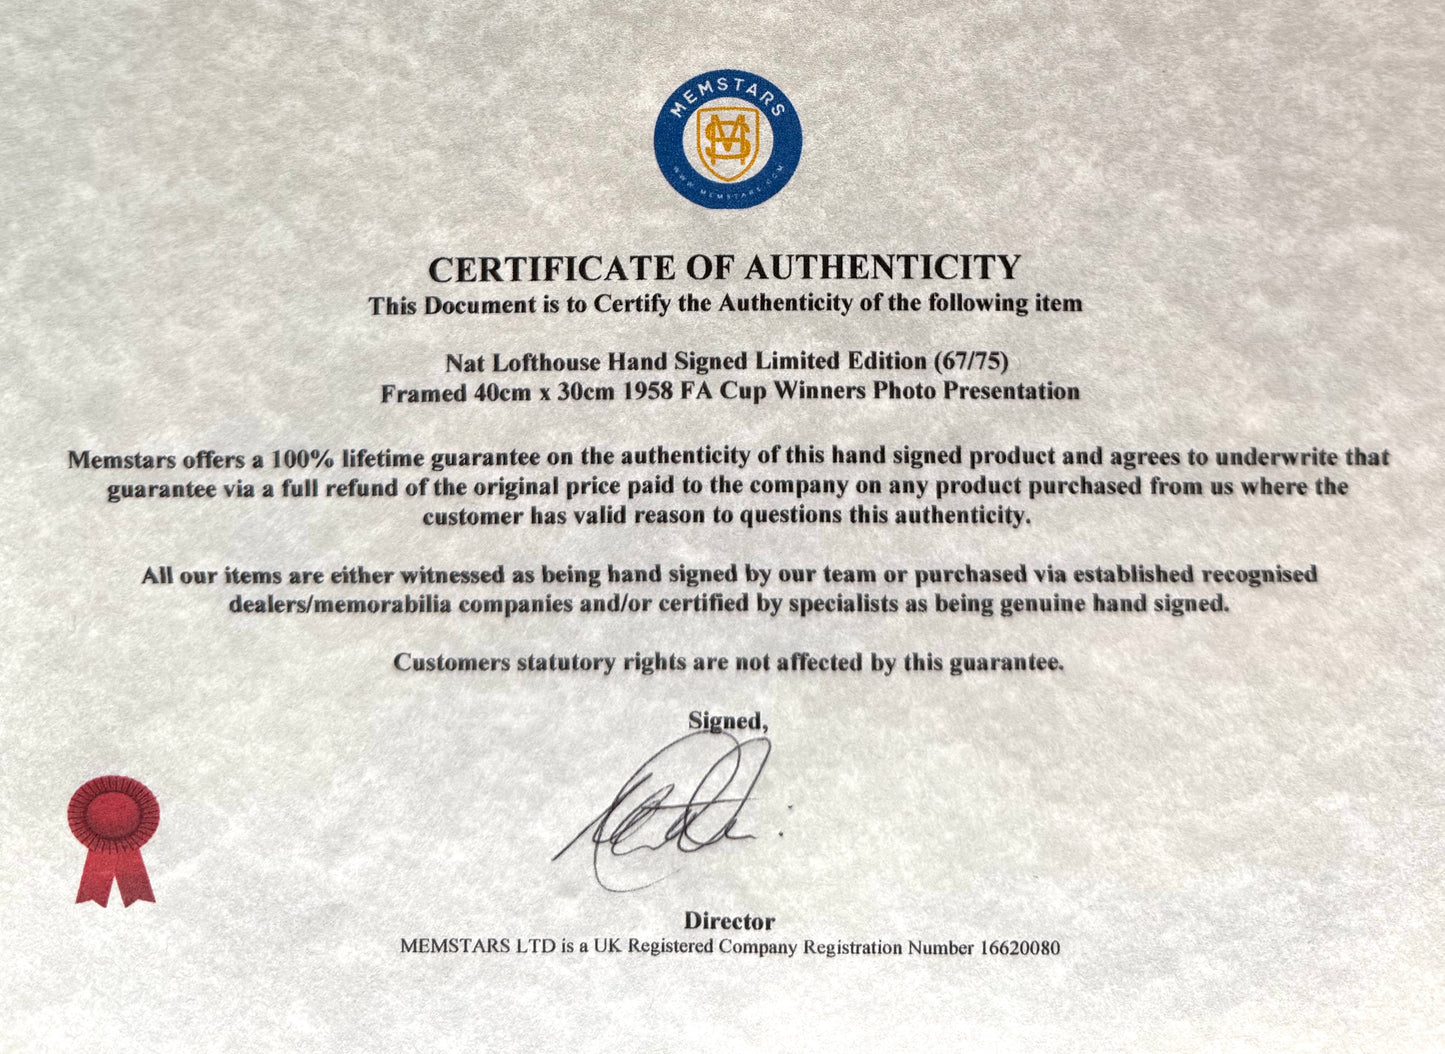 MEMSTARS
MS
WWW.MEMSTARS.COM
CERTIFICATE OF AUTHENTICITY
This Document is to Certify the Authenticity of the following item
Nat Lofthouse Hand Signed Limited Edition (67/75)
Framed 40cm x 30cm 1958 FA Cup Winners Photo Presentation
Memstars offers a 100% lifetime guarantee on the authenticity of this hand signed product and agrees to underwrite that
guarantee via a full refund of the original price paid to the company on any product purchased from us where the
customer has valid reason to questions this authenticity.
All our items are either witnessed as being hand signed by our team or purchased via established recognised
dealers/memorabilia companies and/or certified by specialists as being genuine hand signed.
Customers statutory rights are not affected by this guarantee.
Signed,
Director
MEMSTARS LTD is a UK Registered Company Registration Number 16620080